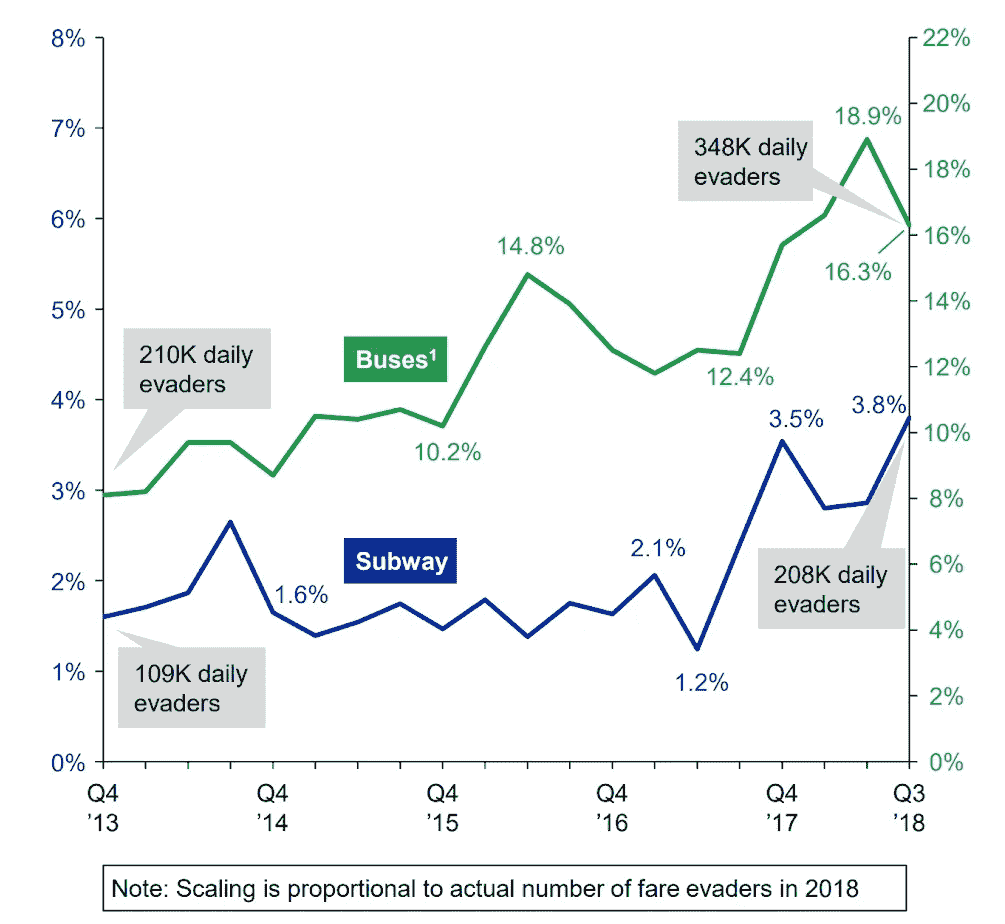 8%
7%
6%
5%
4%
3%
2%
1%
0%
22%
20%
18%
16%
14%
12%
10%
8%
6%
4%
2%
0%
18.9%
348K daily
evaders
16.3%
14.8%
210K daily
evaders
Buses¹
12.4%
10.2%
3.5%
3.8%
Subway
2.1%
1.6%
208K daily
evaders
109K daily
evaders
1.2%
Q4 Q4 Q4 Q4 Q4 Q3
’13 ’14 ’15 ’16 ’17 ’18
Note: Scaling is proportional to actual number of fare evaders in 2018